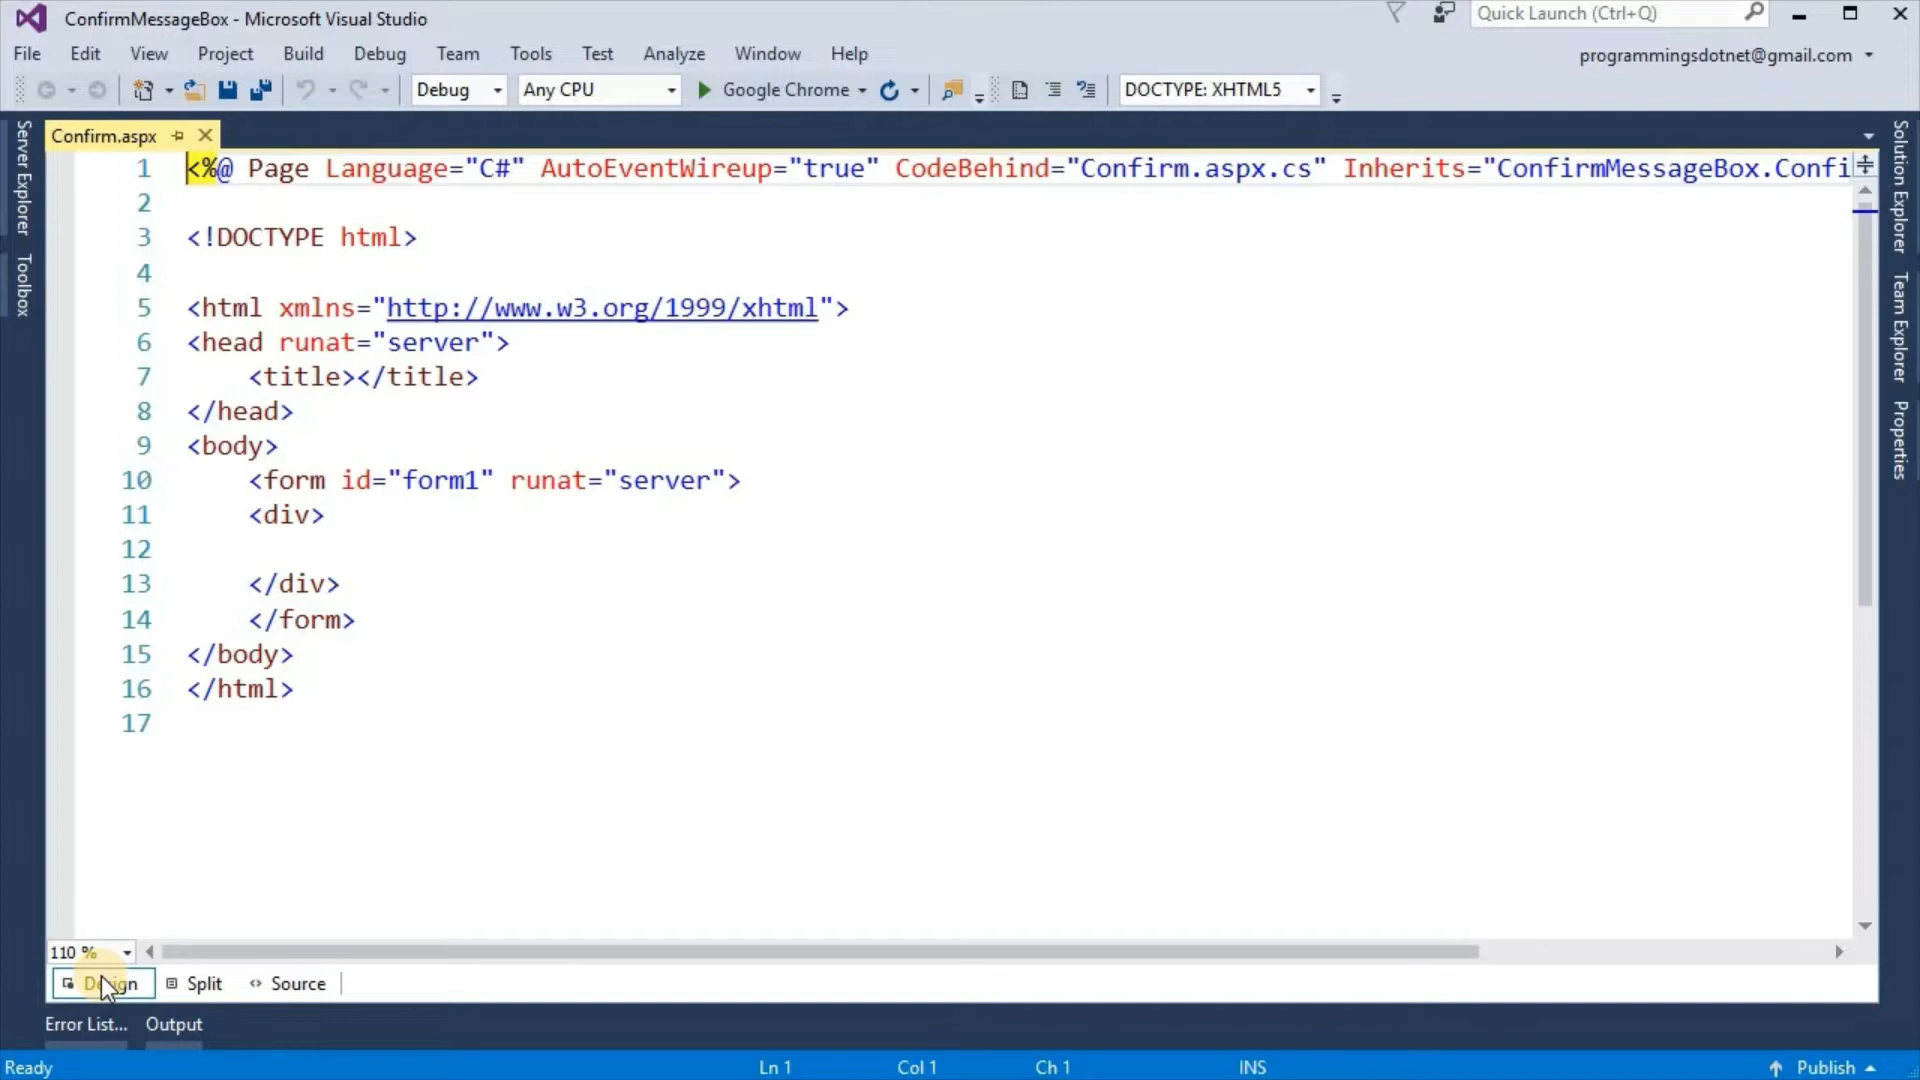 ConfirmMessageBox - Microsoft Visual Studio
Quick Launch (Ctrl+Q)
File Edit View Project Build Debug Team Tools Test Analyze Window Help
programmingsdotnet@gmail.com
Debug Any CPU Google Chrome DOCTYPE: XHTML5
Server Explorer
Toolbox
Confirm.aspx
1 <%@ Page Language="C#" AutoEventWireup="true" CodeBehind="Confirm.aspx.cs" Inherits="ConfirmMessageBox.Confi
2
3 <!DOCTYPE html>
4
5 <html xmlns="http://www.w3.org/1999/xhtml">
6 <head runat="server">
7 <title></title>
8 </head>
9 <body>
10 <form id="form1" runat="server">
11 <div>
12
13 </div>
14 </form>
15 </body>
16 </html>
17
Solution Explorer
Team Explorer
Properties
110 %
Design Split Source
Error List... Output
Ready Ln 1 Col 1 Ch 1 INS Publish